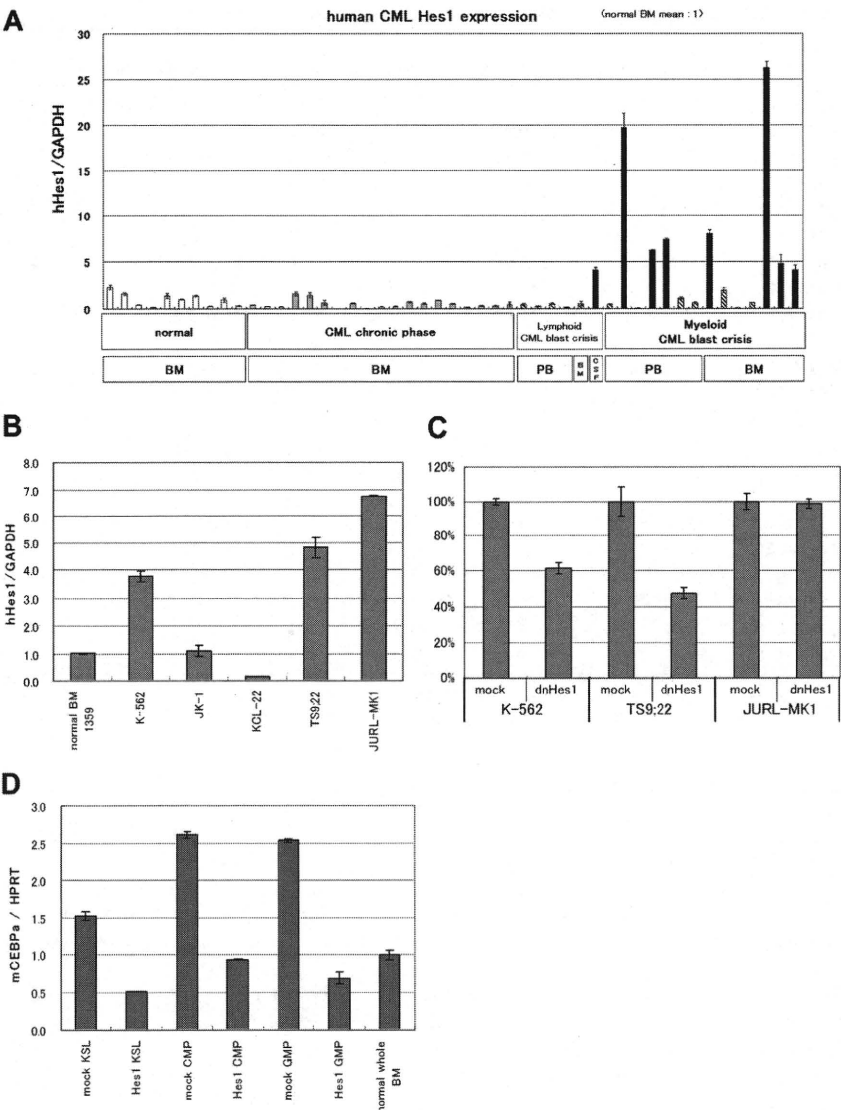 A
human CML Hes1 expression
(normal BM mean : 1)
hHes1/GAPDH
30
25
20
15
10
5
0
normal
CML chronic phase
Lymphoid
CML blast crisis
Myeloid
CML blast crisis
BM
BM
PB
BM
CSF
PB
BM
B
hHes1/GAPDH
8.0
7.0
6.0
5.0
4.0
3.0
2.0
1.0
0.0
normal BM
1359
K-562
JK-1
KCL-22
TS9;22
JURL-MK1
C
120%
100%
80%
60%
40%
20%
0%
mock
dnHes1
mock
dnHes1
mock
dnHes1
K-562
TS9;22
JURL-MK1
D
mCEBPa / HPRT
3.0
2.5
2.0
1.5
1.0
0.5
0.0
mock KSL
Hes1 KSL
mock CMP
Hes1 CMP
mock GMP
Hes1 GMP
normal whole
BM